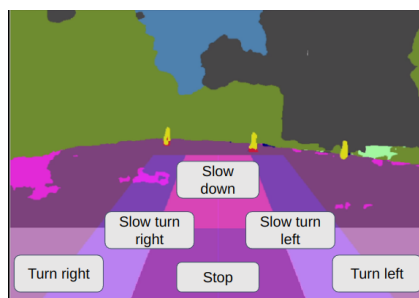 Slow
down
Slow turn
right
Slow turn
left
Turn right
Stop
Turn left